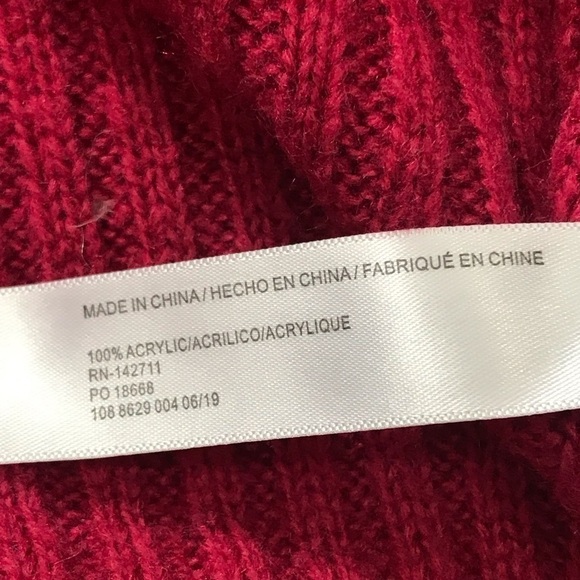 MADE IN CHINA / HECHO EN CHINA / FABRIQUÉ EN CHINE
100% ACRYLIC/ACRILICO/ACRYLIQUE
RN-142711
PO 18668
108 8629 004 06/19